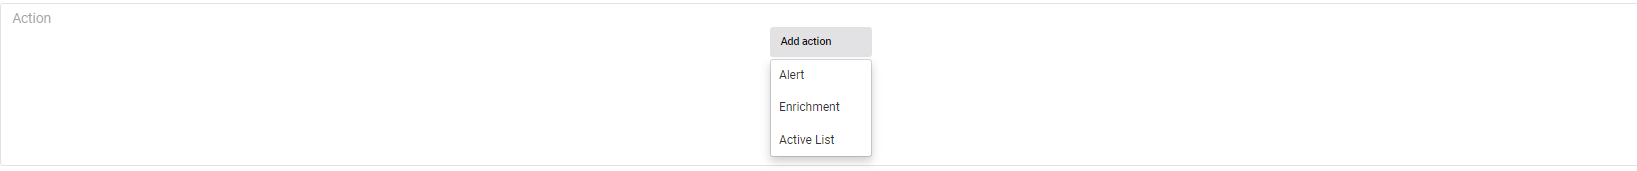 Action
Add action
Alert
Enrichment
Active List